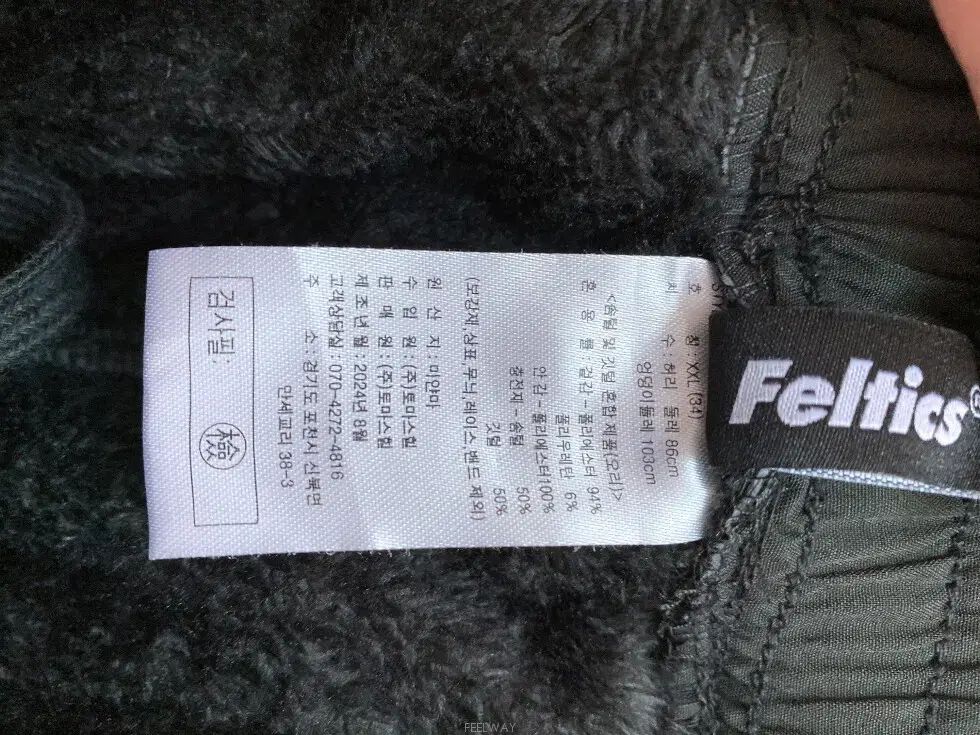 Feltics
호 칭 : XXL (34)
치 수 : 허리 둘레 86cm
엉덩이둘레 103cm
<솜털 및 깃털 혼합 제품(오리)>
혼 용 률 : 겉감 - 폴리에스터 94%
폴리우레탄 6%
안감 - 폴리에스터100%
충전재 - 솜털 50%
깃털 50%
(보강재,상표,무늬,레이스,밴드 제외)
원 산 지 : 미얀마
수 입 원 : (주)토미스힐
판 매 원 : (주)토미스힐
제 조 년 월 : 2024년 8월
고객상담실 : 070-4272-4816
주 소 : 경기도 포천시 신북면
만세교리 38-3
검사필. 檢
FEELWAY